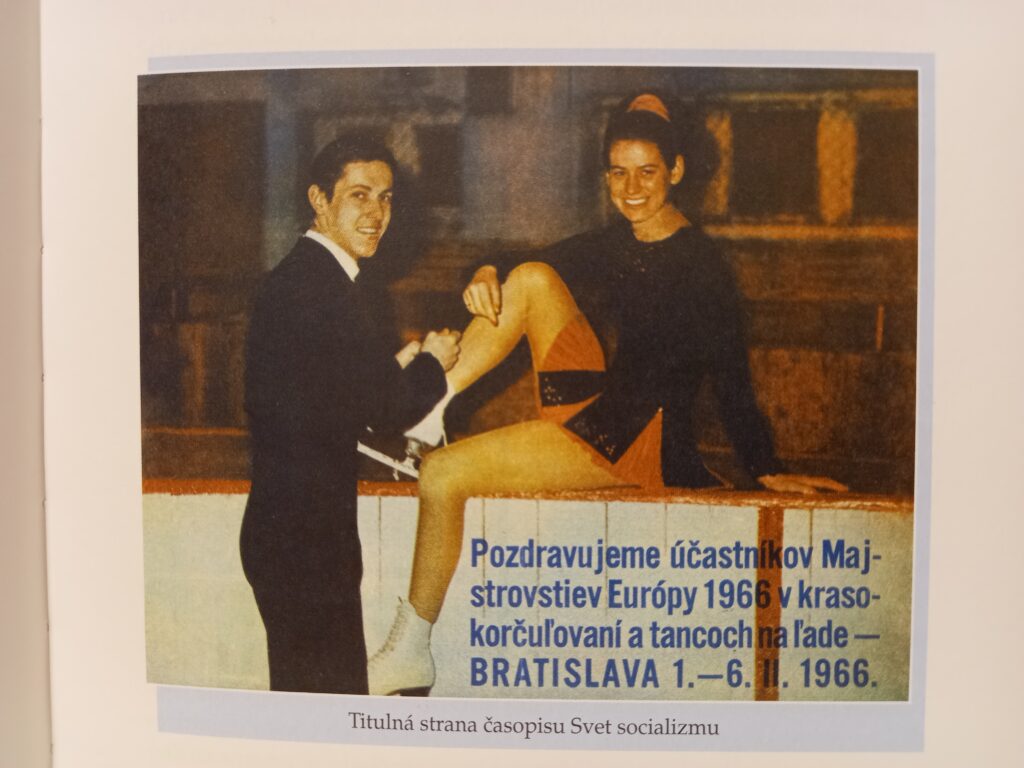 Pozdravujeme účastníkov Maj-
strovstiev Európy 1966 v kraso-
korčuľovaní a tancoch na ľade —
BRATISLAVA 1.—6. II. 1966.
Titulná strana časopisu Svet socializmu